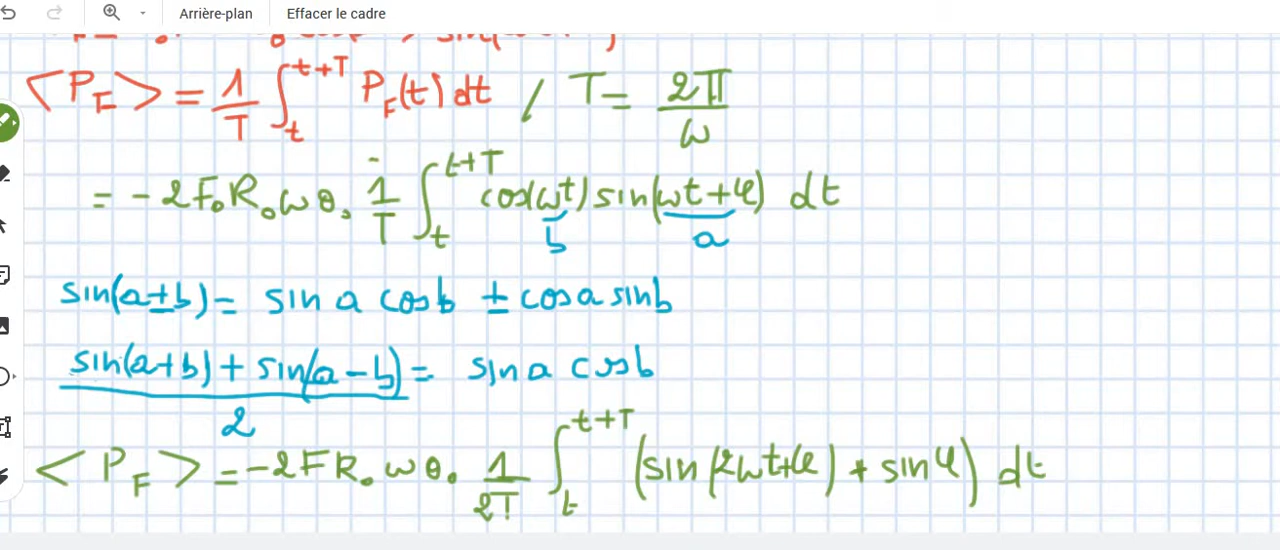 Arrière-plan Effacer le cadre
<P_F> = 1/T ∫_t^{t+T} P_F(t) dt / T = 2π/ω
= -2F₀R₀ωθ₀ 1/T ∫_t^{t+T} cos(ωt) sin(ωt+φ) dt
b a
sin(a±b) = sin a cos b ± cos a sin b
(sin(a+b) + sin(a-b))/2 = sin a cos b
<P_F> = -2FR₀ωθ₀ 1/2T ∫_t^{t+T} (sin(2ωt+φ) + sin φ) dt